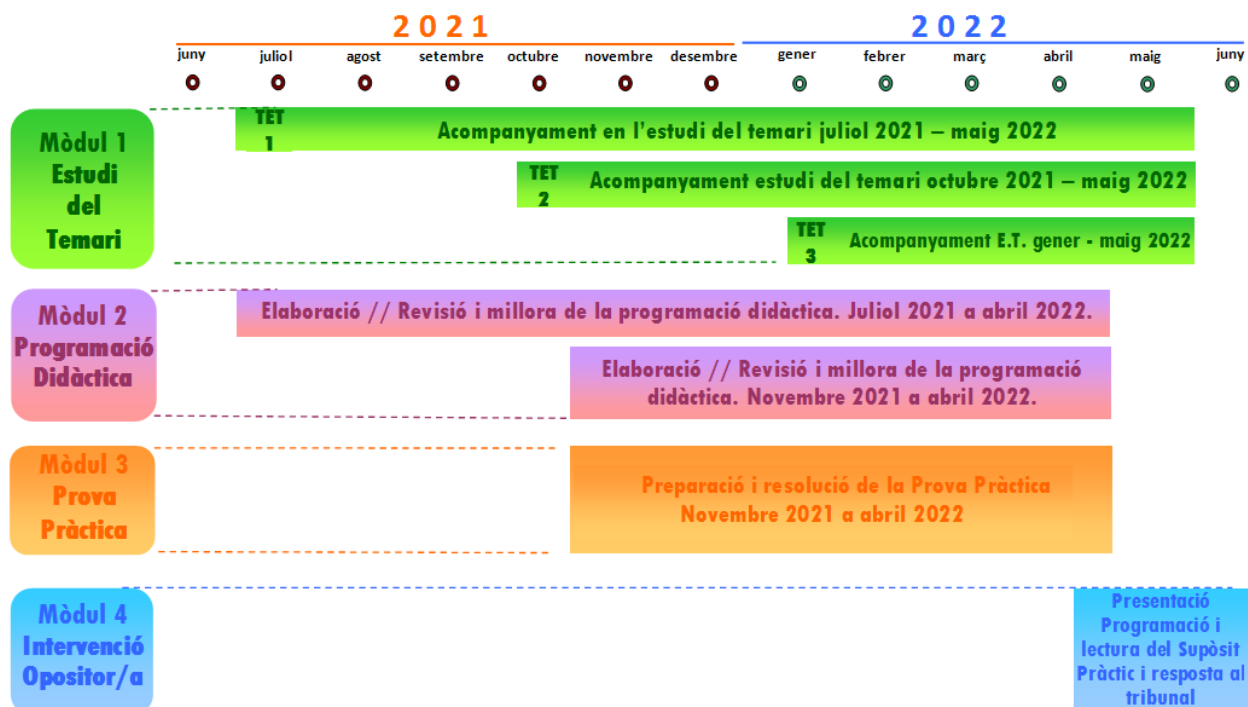 2021 2022
juny juliol agost setembre octubre novembre desembre gener febrer març abril maig juny
Mòdul 1
Estudi
del
Temari
TET
1
Acompanyament en l'estudi del temari juliol 2021 – maig 2022
TET
2
Acompanyament estudi del temari octubre 2021 – maig 2022
TET
3
Acompanyament E.T. gener - maig 2022
Mòdul 2
Programació
Didàctica
Elaboració // Revisió i millora de la programació didàctica. Juliol 2021 a abril 2022.
Elaboració // Revisió i millora de la programació
didàctica. Novembre 2021 a abril 2022.
Mòdul 3
Prova
Pràctica
Preparació i resolució de la Prova Pràctica
Novembre 2021 a abril 2022
Mòdul 4
Intervenció
Opositor/a
Presentació
Programació i
lectura del Supòsit
Pràctic i resposta al
tribunal